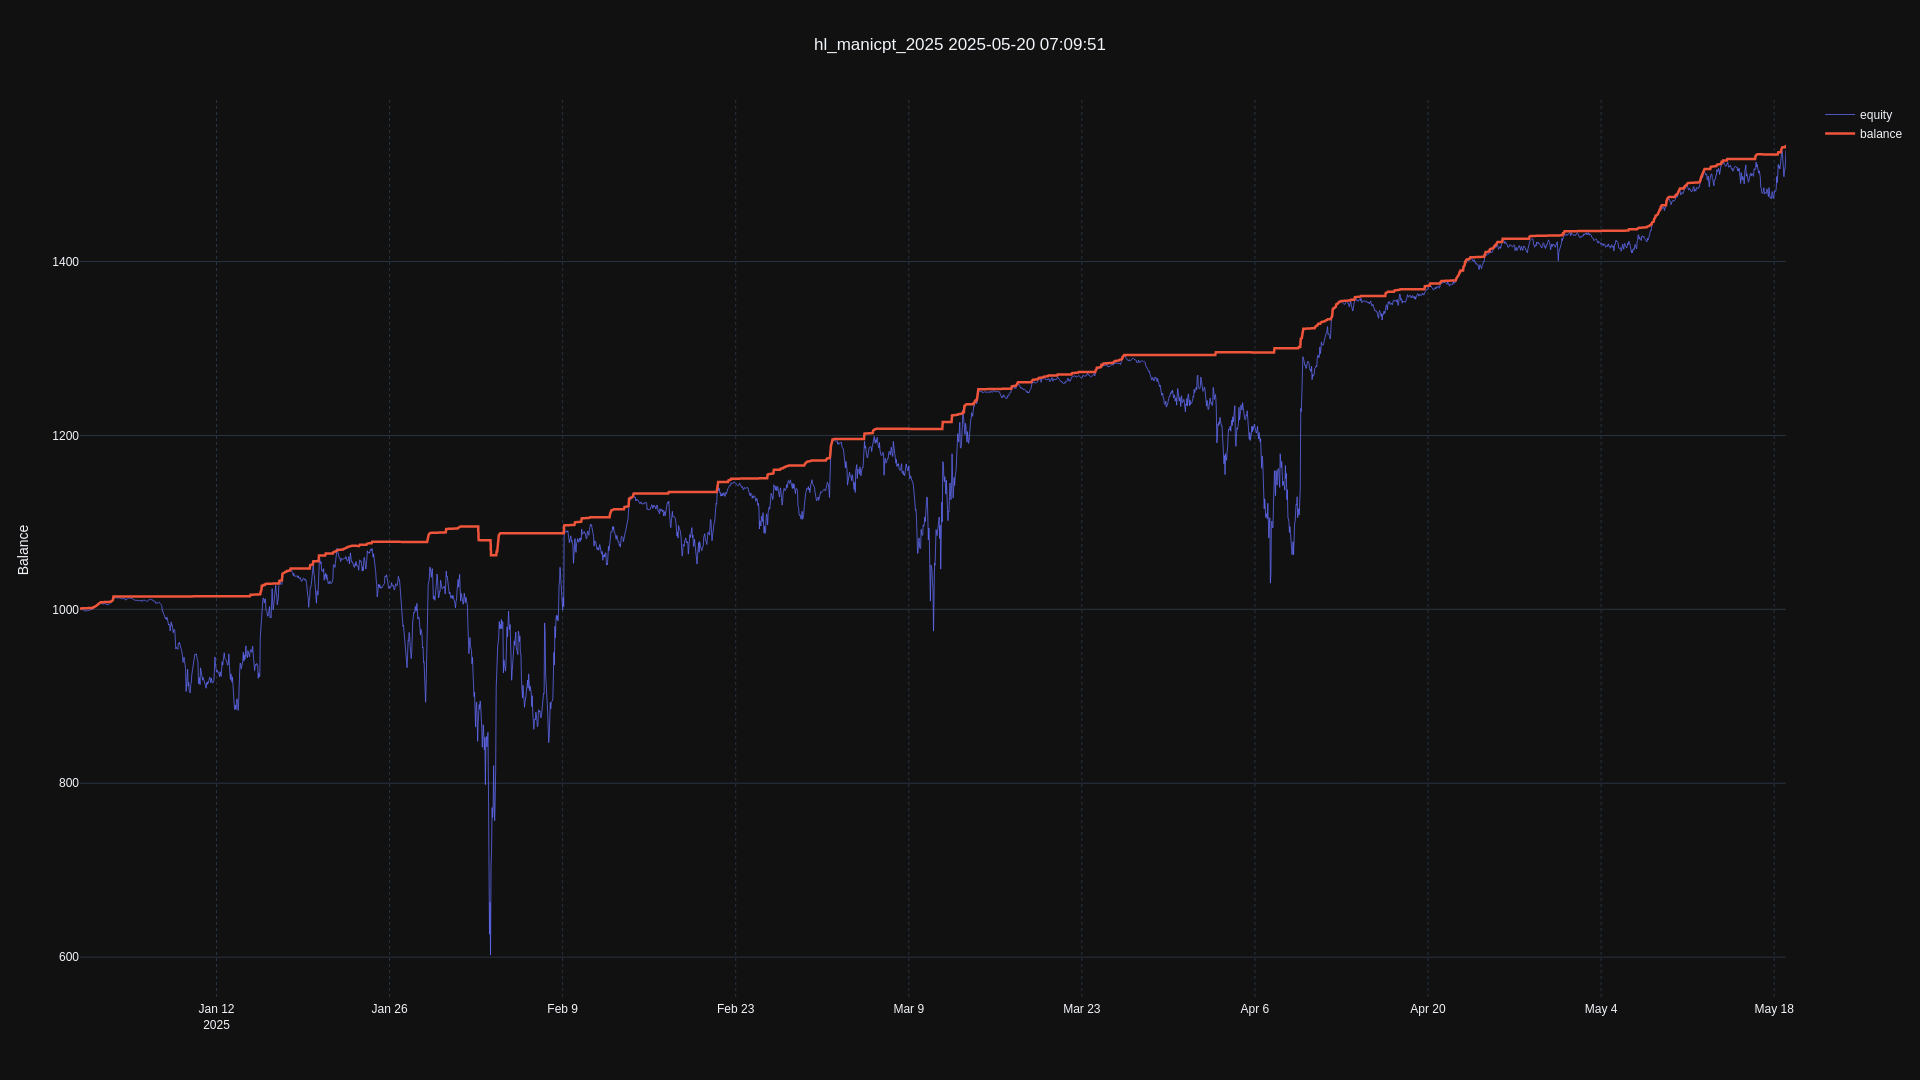 hl_manicpt_2025 2025-05-20 07:09:51
equity
balance
Balance
1400
1200
1000
800
600
Jan 12
2025
Jan 26
Feb 9
Feb 23
Mar 9
Mar 23
Apr 6
Apr 20
May 4
May 18